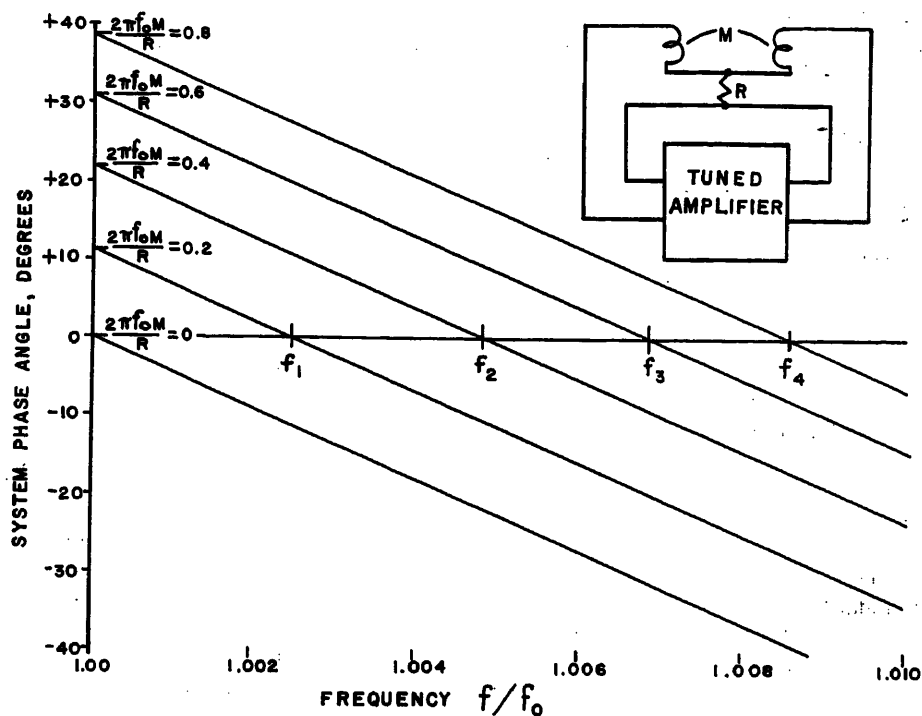 +40
+30
+20
+10
0
-10
-20
-30
-40
SYSTEM PHASE ANGLE, DEGREES
2πf₀M/R = 0.8
2πf₀M/R = 0.6
2πf₀M/R = 0.4
2πf₀M/R = 0.2
2πf₀M/R = 0
f₁
f₂
f₃
f₄
M
R
TUNED
AMPLIFIER
1.00
1.002
1.004
1.006
1.008
1.010
FREQUENCY f/f₀